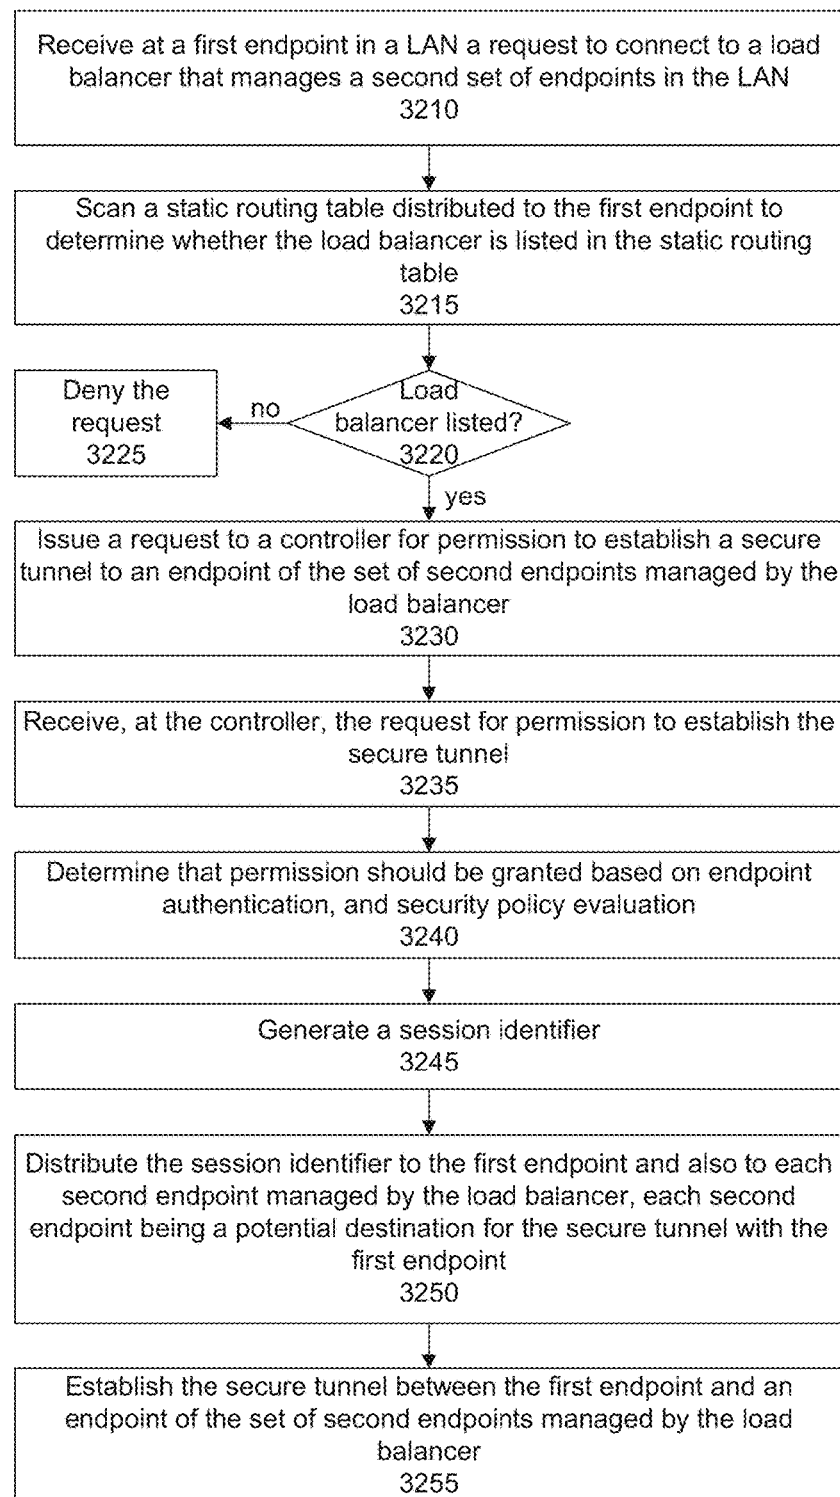 Receive at a first endpoint in a LAN a request to connect to a load
balancer that manages a second set of endpoints in the LAN
3210
Scan a static routing table distributed to the first endpoint to
determine whether the load balancer is listed in the static routing
table
3215
Load
balancer listed?
3220
no
Deny the
request
3225
yes
Issue a request to a controller for permission to establish a secure
tunnel to an endpoint of the set of second endpoints managed by the
load balancer
3230
Receive, at the controller, the request for permission to establish the
secure tunnel
3235
Determine that permission should be granted based on endpoint
authentication, and security policy evaluation
3240
Generate a session identifier
3245
Distribute the session identifier to the first endpoint and also to each
second endpoint managed by the load balancer, each second
endpoint being a potential destination for the secure tunnel with the
first endpoint
3250
Establish the secure tunnel between the first endpoint and an
endpoint of the set of second endpoints managed by the load
balancer
3255